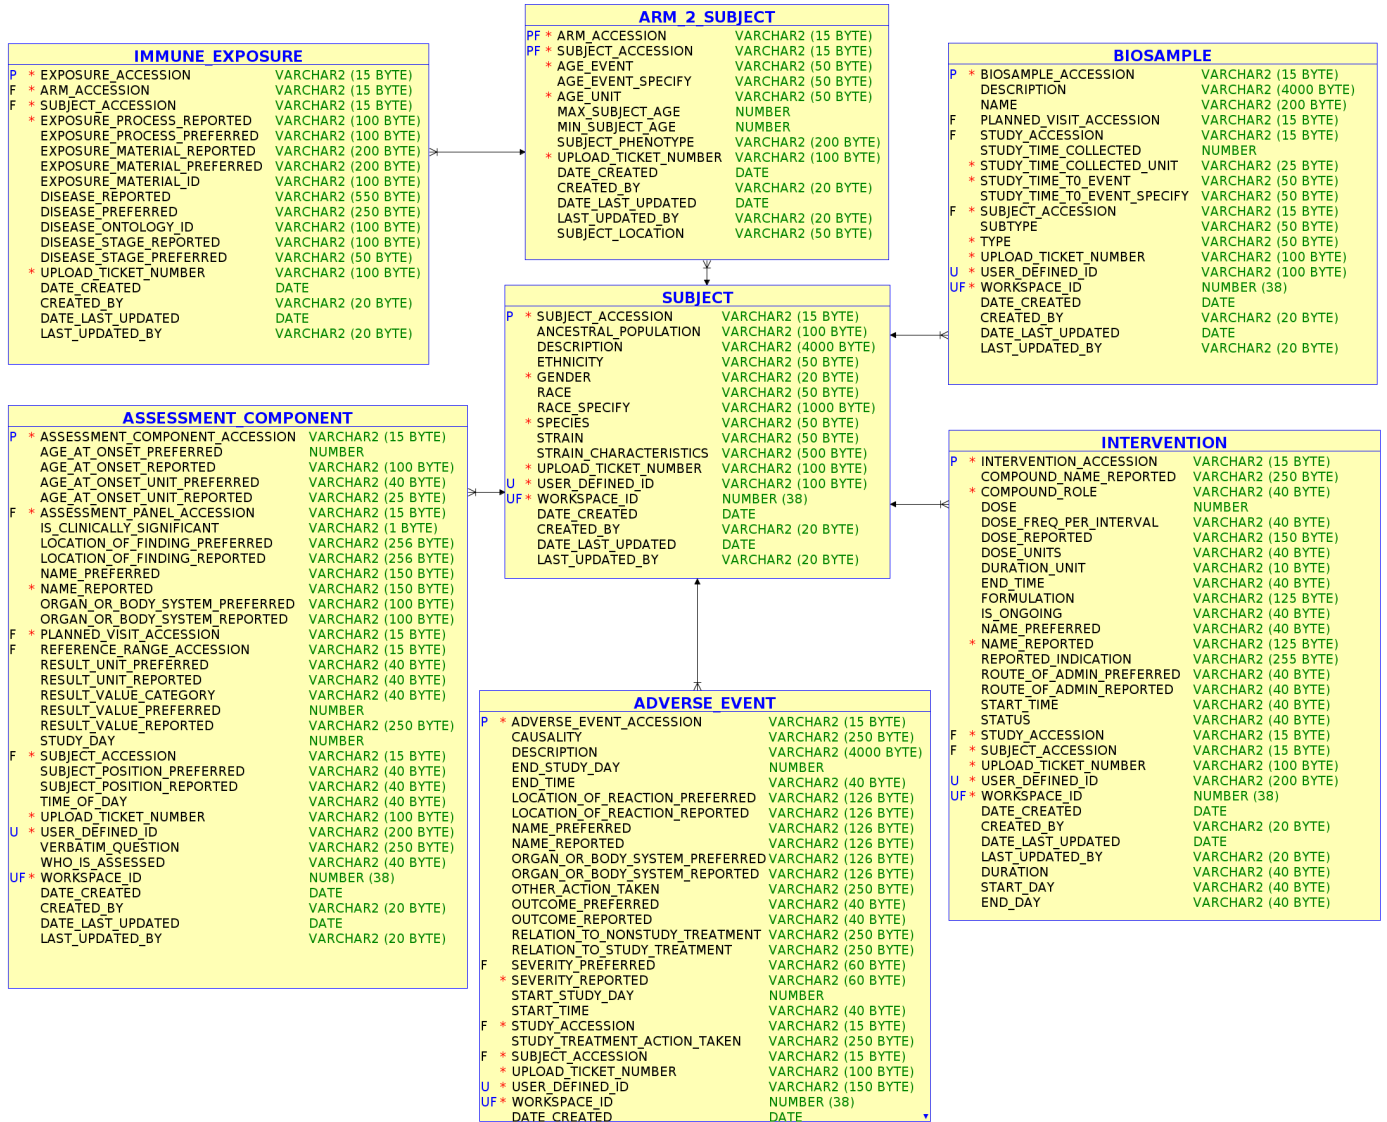 ARM_2_SUBJECT
PF * ARM_ACCESSION VARCHAR2 (15 BYTE)
PF * SUBJECT_ACCESSION VARCHAR2 (15 BYTE)
* AGE_EVENT VARCHAR2 (50 BYTE)
AGE_EVENT_SPECIFY VARCHAR2 (50 BYTE)
* AGE_UNIT VARCHAR2 (50 BYTE)
MAX_SUBJECT_AGE NUMBER
MIN_SUBJECT_AGE NUMBER
SUBJECT_PHENOTYPE VARCHAR2 (200 BYTE)
* UPLOAD_TICKET_NUMBER VARCHAR2 (100 BYTE)
DATE_CREATED DATE
CREATED_BY VARCHAR2 (20 BYTE)
DATE_LAST_UPDATED DATE
LAST_UPDATED_BY VARCHAR2 (20 BYTE)
SUBJECT_LOCATION VARCHAR2 (50 BYTE)
IMMUNE_EXPOSURE
P * EXPOSURE_ACCESSION VARCHAR2 (15 BYTE)
F * ARM_ACCESSION VARCHAR2 (15 BYTE)
F * SUBJECT_ACCESSION VARCHAR2 (15 BYTE)
* EXPOSURE_PROCESS_REPORTED VARCHAR2 (100 BYTE)
EXPOSURE_PROCESS_PREFERRED VARCHAR2 (100 BYTE)
EXPOSURE_MATERIAL_REPORTED VARCHAR2 (200 BYTE)
EXPOSURE_MATERIAL_PREFERRED VARCHAR2 (200 BYTE)
EXPOSURE_MATERIAL_ID VARCHAR2 (100 BYTE)
DISEASE_REPORTED VARCHAR2 (550 BYTE)
DISEASE_PREFERRED VARCHAR2 (250 BYTE)
DISEASE_ONTOLOGY_ID VARCHAR2 (100 BYTE)
DISEASE_STAGE_REPORTED VARCHAR2 (100 BYTE)
DISEASE_STAGE_PREFERRED VARCHAR2 (50 BYTE)
* UPLOAD_TICKET_NUMBER VARCHAR2 (100 BYTE)
DATE_CREATED DATE
CREATED_BY VARCHAR2 (20 BYTE)
DATE_LAST_UPDATED DATE
LAST_UPDATED_BY VARCHAR2 (20 BYTE)
BIOSAMPLE
P * BIOSAMPLE_ACCESSION VARCHAR2 (15 BYTE)
DESCRIPTION VARCHAR2 (4000 BYTE)
NAME VARCHAR2 (200 BYTE)
F PLANNED_VISIT_ACCESSION VARCHAR2 (15 BYTE)
F STUDY_ACCESSION VARCHAR2 (15 BYTE)
STUDY_TIME_COLLECTED NUMBER
* STUDY_TIME_COLLECTED_UNIT VARCHAR2 (25 BYTE)
* STUDY_TIME_T0_EVENT VARCHAR2 (50 BYTE)
STUDY_TIME_T0_EVENT_SPECIFY VARCHAR2 (50 BYTE)
F * SUBJECT_ACCESSION VARCHAR2 (15 BYTE)
SUBTYPE VARCHAR2 (50 BYTE)
* TYPE VARCHAR2 (50 BYTE)
* UPLOAD_TICKET_NUMBER VARCHAR2 (100 BYTE)
U * USER_DEFINED_ID VARCHAR2 (100 BYTE)
UF * WORKSPACE_ID NUMBER (38)
DATE_CREATED DATE
CREATED_BY VARCHAR2 (20 BYTE)
DATE_LAST_UPDATED DATE
LAST_UPDATED_BY VARCHAR2 (20 BYTE)
SUBJECT
P * SUBJECT_ACCESSION VARCHAR2 (15 BYTE)
ANCESTRAL_POPULATION VARCHAR2 (100 BYTE)
DESCRIPTION VARCHAR2 (4000 BYTE)
ETHNICITY VARCHAR2 (50 BYTE)
* GENDER VARCHAR2 (20 BYTE)
RACE VARCHAR2 (50 BYTE)
RACE_SPECIFY VARCHAR2 (1000 BYTE)
* SPECIES VARCHAR2 (50 BYTE)
STRAIN VARCHAR2 (50 BYTE)
STRAIN_CHARACTERISTICS VARCHAR2 (500 BYTE)
* UPLOAD_TICKET_NUMBER VARCHAR2 (100 BYTE)
U * USER_DEFINED_ID VARCHAR2 (100 BYTE)
UF * WORKSPACE_ID NUMBER (38)
DATE_CREATED DATE
CREATED_BY VARCHAR2 (20 BYTE)
DATE_LAST_UPDATED DATE
LAST_UPDATED_BY VARCHAR2 (20 BYTE)
ASSESSMENT_COMPONENT
P * ASSESSMENT_COMPONENT_ACCESSION VARCHAR2 (15 BYTE)
AGE_AT_ONSET_PREFERRED NUMBER
AGE_AT_ONSET_REPORTED VARCHAR2 (100 BYTE)
AGE_AT_ONSET_UNIT_PREFERRED VARCHAR2 (40 BYTE)
AGE_AT_ONSET_UNIT_REPORTED VARCHAR2 (25 BYTE)
F * ASSESSMENT_PANEL_ACCESSION VARCHAR2 (15 BYTE)
IS_CLINICALLY_SIGNIFICANT VARCHAR2 (1 BYTE)
LOCATION_OF_FINDING_PREFERRED VARCHAR2 (256 BYTE)
LOCATION_OF_FINDING_REPORTED VARCHAR2 (256 BYTE)
NAME_PREFERRED VARCHAR2 (150 BYTE)
* NAME_REPORTED VARCHAR2 (150 BYTE)
ORGAN_OR_BODY_SYSTEM_PREFERRED VARCHAR2 (100 BYTE)
ORGAN_OR_BODY_SYSTEM_REPORTED VARCHAR2 (100 BYTE)
F * PLANNED_VISIT_ACCESSION VARCHAR2 (15 BYTE)
F REFERENCE_RANGE_ACCESSION VARCHAR2 (15 BYTE)
RESULT_UNIT_PREFERRED VARCHAR2 (40 BYTE)
RESULT_UNIT_REPORTED VARCHAR2 (40 BYTE)
RESULT_VALUE_CATEGORY VARCHAR2 (40 BYTE)
RESULT_VALUE_PREFERRED NUMBER
RESULT_VALUE_REPORTED VARCHAR2 (250 BYTE)
STUDY_DAY NUMBER
F * SUBJECT_ACCESSION VARCHAR2 (15 BYTE)
SUBJECT_POSITION_PREFERRED VARCHAR2 (40 BYTE)
SUBJECT_POSITION_REPORTED VARCHAR2 (40 BYTE)
TIME_OF_DAY VARCHAR2 (40 BYTE)
* UPLOAD_TICKET_NUMBER VARCHAR2 (100 BYTE)
U * USER_DEFINED_ID VARCHAR2 (200 BYTE)
VERBATIM_QUESTION VARCHAR2 (250 BYTE)
WHO_IS_ASSESSED VARCHAR2 (40 BYTE)
UF * WORKSPACE_ID NUMBER (38)
DATE_CREATED DATE
CREATED_BY VARCHAR2 (20 BYTE)
DATE_LAST_UPDATED DATE
LAST_UPDATED_BY VARCHAR2 (20 BYTE)
INTERVENTION
P * INTERVENTION_ACCESSION VARCHAR2 (15 BYTE)
COMPOUND_NAME_REPORTED VARCHAR2 (250 BYTE)
* COMPOUND_ROLE VARCHAR2 (40 BYTE)
DOSE NUMBER
DOSE_FREQ_PER_INTERVAL VARCHAR2 (40 BYTE)
DOSE_REPORTED VARCHAR2 (150 BYTE)
DOSE_UNITS VARCHAR2 (40 BYTE)
DURATION_UNIT VARCHAR2 (10 BYTE)
END_TIME VARCHAR2 (40 BYTE)
FORMULATION VARCHAR2 (125 BYTE)
IS_ONGOING VARCHAR2 (40 BYTE)
NAME_PREFERRED VARCHAR2 (40 BYTE)
* NAME_REPORTED VARCHAR2 (125 BYTE)
REPORTED_INDICATION VARCHAR2 (255 BYTE)
ROUTE_OF_ADMIN_PREFERRED VARCHAR2 (40 BYTE)
ROUTE_OF_ADMIN_REPORTED VARCHAR2 (40 BYTE)
START_TIME VARCHAR2 (40 BYTE)
STATUS VARCHAR2 (40 BYTE)
F * STUDY_ACCESSION VARCHAR2 (15 BYTE)
F * SUBJECT_ACCESSION VARCHAR2 (15 BYTE)
* UPLOAD_TICKET_NUMBER VARCHAR2 (100 BYTE)
U * USER_DEFINED_ID VARCHAR2 (200 BYTE)
UF * WORKSPACE_ID NUMBER (38)
DATE_CREATED DATE
CREATED_BY VARCHAR2 (20 BYTE)
DATE_LAST_UPDATED DATE
LAST_UPDATED_BY VARCHAR2 (20 BYTE)
DURATION VARCHAR2 (40 BYTE)
START_DAY VARCHAR2 (40 BYTE)
END_DAY VARCHAR2 (40 BYTE)
ADVERSE_EVENT
P * ADVERSE_EVENT_ACCESSION VARCHAR2 (15 BYTE)
CAUSALITY VARCHAR2 (250 BYTE)
DESCRIPTION VARCHAR2 (4000 BYTE)
END_STUDY_DAY NUMBER
END_TIME VARCHAR2 (40 BYTE)
LOCATION_OF_REACTION_PREFERRED VARCHAR2 (126 BYTE)
LOCATION_OF_REACTION_REPORTED VARCHAR2 (126 BYTE)
NAME_PREFERRED VARCHAR2 (126 BYTE)
NAME_REPORTED VARCHAR2 (126 BYTE)
ORGAN_OR_BODY_SYSTEM_PREFERRED VARCHAR2 (126 BYTE)
ORGAN_OR_BODY_SYSTEM_REPORTED VARCHAR2 (126 BYTE)
OTHER_ACTION_TAKEN VARCHAR2 (250 BYTE)
OUTCOME_PREFERRED VARCHAR2 (40 BYTE)
OUTCOME_REPORTED VARCHAR2 (40 BYTE)
RELATION_TO_NONSTUDY_TREATMENT VARCHAR2 (250 BYTE)
RELATION_TO_STUDY_TREATMENT VARCHAR2 (250 BYTE)
F SEVERITY_PREFERRED VARCHAR2 (60 BYTE)
* SEVERITY_REPORTED VARCHAR2 (60 BYTE)
START_STUDY_DAY NUMBER
START_TIME VARCHAR2 (40 BYTE)
F * STUDY_ACCESSION VARCHAR2 (15 BYTE)
STUDY_TREATMENT_ACTION_TAKEN VARCHAR2 (250 BYTE)
F * SUBJECT_ACCESSION VARCHAR2 (15 BYTE)
* UPLOAD_TICKET_NUMBER VARCHAR2 (100 BYTE)
U * USER_DEFINED_ID VARCHAR2 (150 BYTE)
UF * WORKSPACE_ID NUMBER (38)
DATE_CREATED DATE